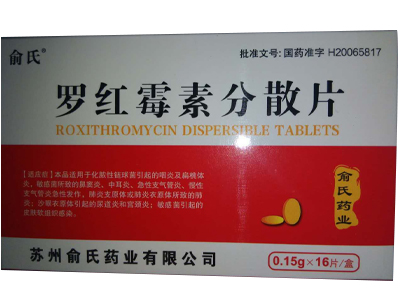 俞氏®
批准文号: 国药准字 H20065817
罗红霉素分散片
ROXITHROMYCIN DISPERSIBLE TABLETS
【适应症】本品适用于化脓性链球菌引起的咽炎及扁桃体
炎，敏感菌所致的鼻窦炎、中耳炎、急性支气管炎、慢性
支气管炎急性发作，肺炎支原体或肺炎衣原体所致的肺
炎；沙眼衣原体引起的尿道炎和宫颈炎；敏感菌引起的
皮肤软组织感染。
俞氏药业
苏州俞氏药业有限公司
0.15g×16片/盒